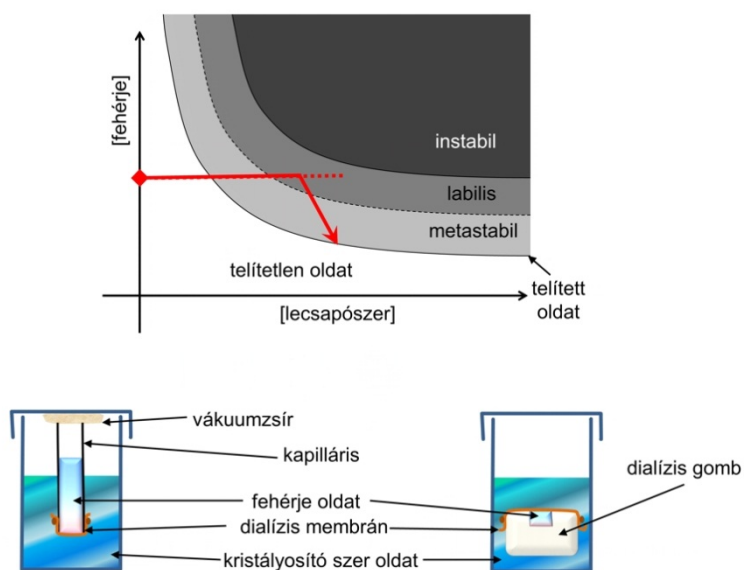 [fehérje]
instabil
labilis
metastabil
telítetlen oldat
telített
oldat
[lecsapószer]
vákuumzsír
kapilláris
dialízis gomb
fehérje oldat
dialízis membrán
kristályosító szer oldat